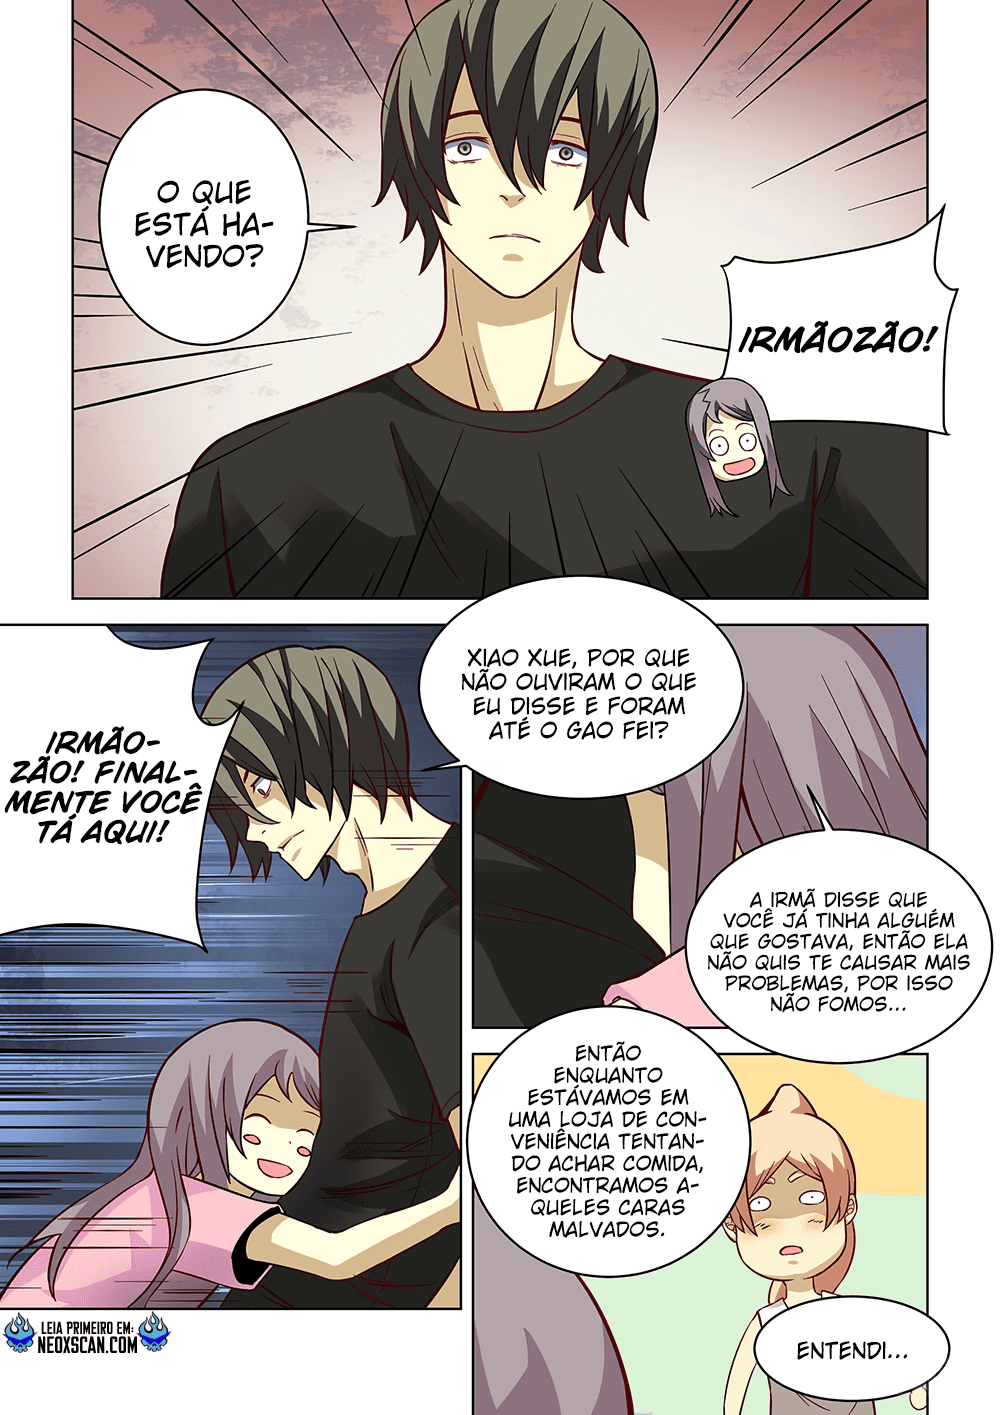 O QUE
ESTÁ HA-
VENDO?
IRMÃOZÃO!
IRMÃO-
ZÃO! FINAL-
MENTE VOCÊ
TÁ AQUI!
XIAO XUE, POR QUE
NÃO OUVIRAM O QUE
EU DISSE E FORAM
ATÉ O GAO FEI?
A IRMÃ DISSE QUE
VOCÊ JÁ TINHA ALGUÉM
QUE GOSTAVA, ENTÃO ELA
NÃO QUIS TE CAUSAR MAIS
PROBLEMAS, POR ISSO
NÃO FOMOS...
ENTÃO
ENQUANTO
ESTÁVAMOS EM
UMA LOJA DE CON-
VENIÊNCIA TENTAN-
DO ACHAR COMIDA,
ENCONTRAMOS A-
QUELES CARAS
MALVADOS.
ENTENDI...
LEIA PRIMEIRO EM:
NEOXSCAN.COM